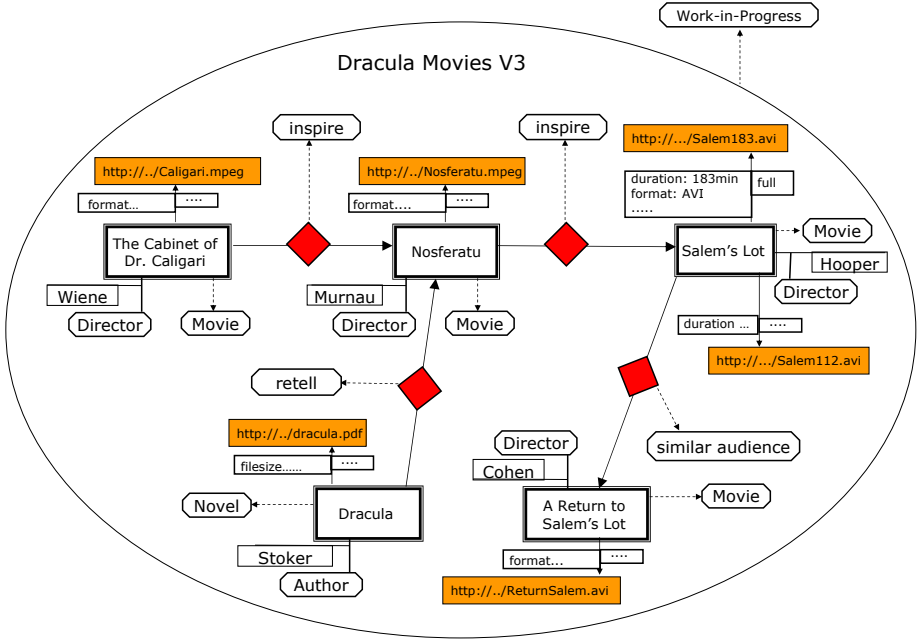 Work-in-Progress
Dracula Movies V3
inspire
inspire
http://.../Salem183.avi
http://../Caligari.mpeg
http://../Nosferatu.mpeg
duration: 183min
format: AVI
.....
full
format...
....
format....
....
The Cabinet of
Dr. Caligari
Nosferatu
Salem's Lot
Movie
Hooper
Director
Wiene
Director
Movie
Murnau
Director
Movie
duration ...
....
http://.../Salem112.avi
retell
http://../dracula.pdf
filesize......
....
Director
Cohen
similar audience
Novel
Dracula
A Return to
Salem's Lot
Movie
Stoker
Author
format...
....
http://../ReturnSalem.avi